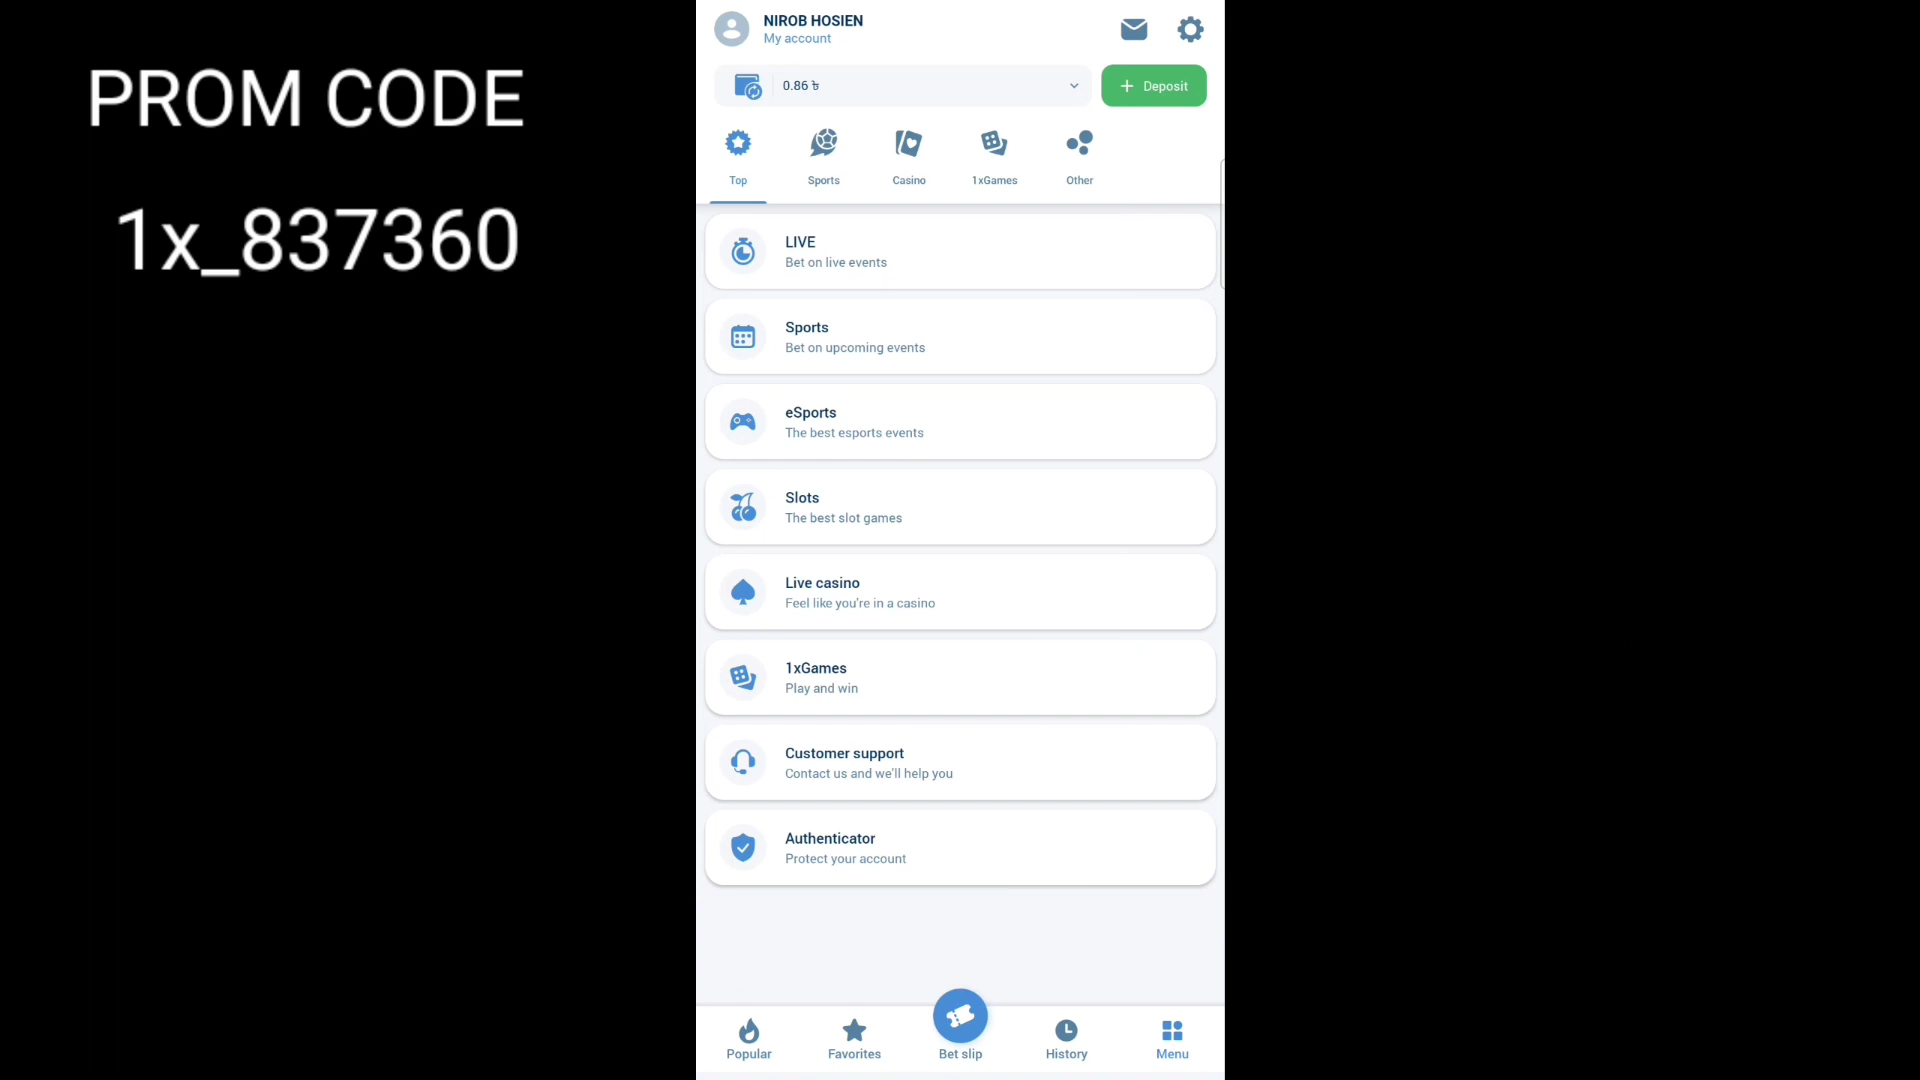 PROM CODE
1x_837360
NIROB HOSIEN
My account
0.86 ৳
Deposit
Top
Sports
Casino
1xGames
Other
LIVE
Bet on live events
Sports
Bet on upcoming events
eSports
The best esports events
Slots
The best slot games
Live casino
Feel like you're in a casino
1xGames
Play and win
Customer support
Contact us and we'll help you
Authenticator
Protect your account
Popular
Favorites
Bet slip
History
Menu